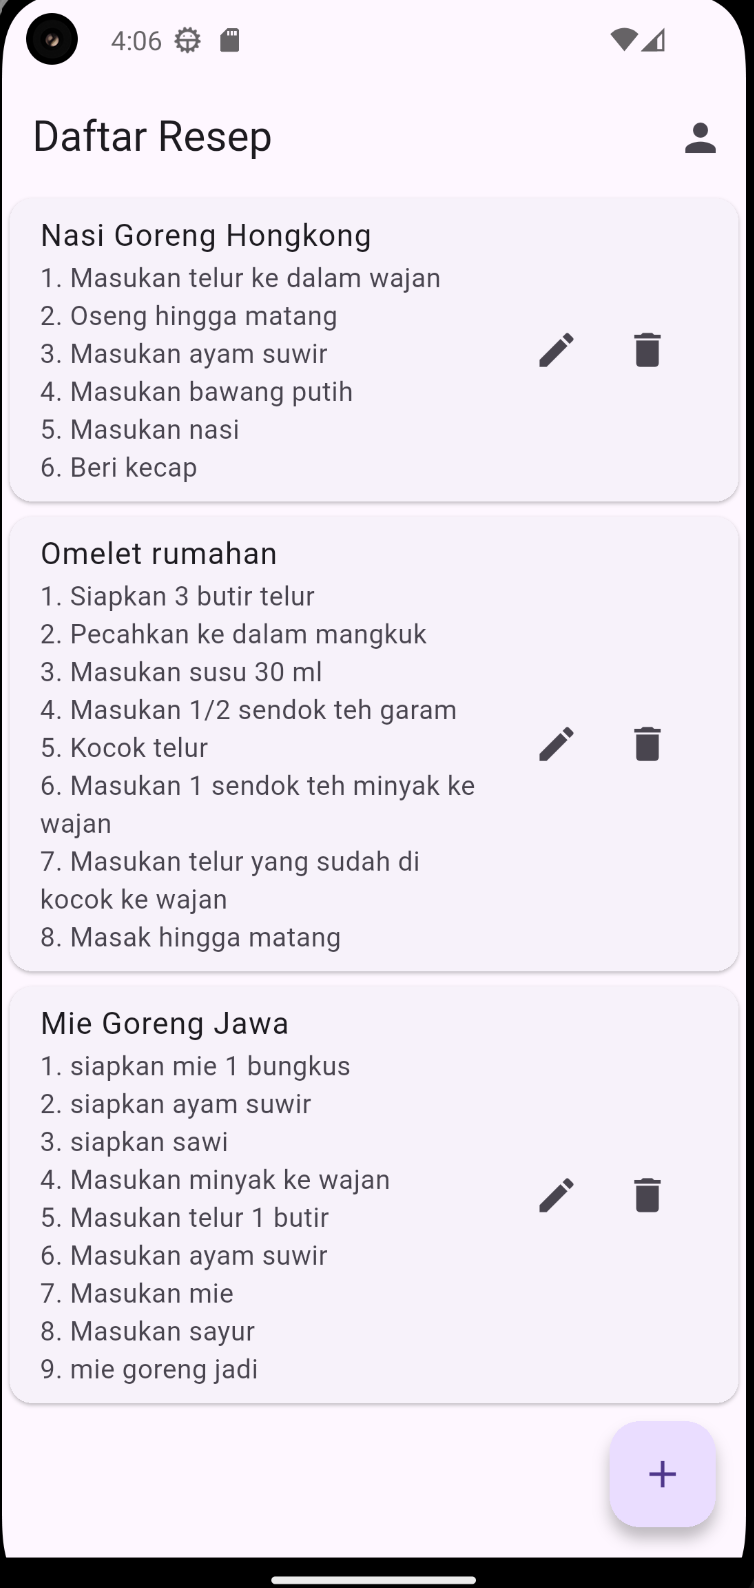 4:06
Daftar Resep
Nasi Goreng Hongkong
1. Masukan telur ke dalam wajan
2. Oseng hingga matang
3. Masukan ayam suwir
4. Masukan bawang putih
5. Masukan nasi
6. Beri kecap
Omelet rumahan
1. Siapkan 3 butir telur
2. Pecahkan ke dalam mangkuk
3. Masukan susu 30 ml
4. Masukan 1/2 sendok teh garam
5. Kocok telur
6. Masukan 1 sendok teh minyak ke
wajan
7. Masukan telur yang sudah di
kocok ke wajan
8. Masak hingga matang
Mie Goreng Jawa
1. siapkan mie 1 bungkus
2. siapkan ayam suwir
3. siapkan sawi
4. Masukan minyak ke wajan
5. Masukan telur 1 butir
6. Masukan ayam suwir
7. Masukan mie
8. Masukan sayur
9. mie goreng jadi